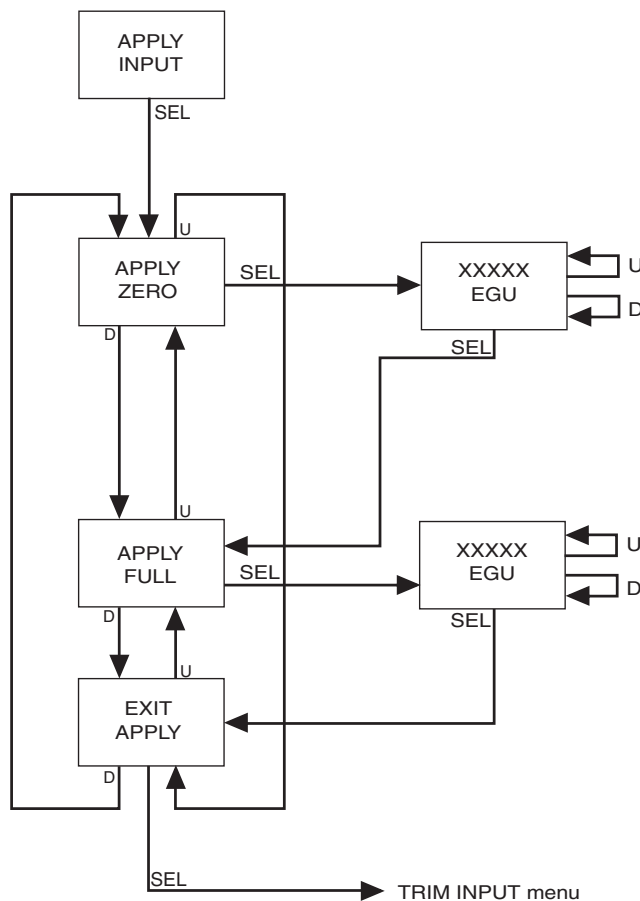 APPLY
INPUT
SEL
U
APPLY
ZERO
SEL
XXXXX
EGU
U
D
D
SEL
U
APPLY
FULL
SEL
XXXXX
EGU
U
D
D
SEL
U
EXIT
APPLY
D
SEL
TRIM INPUT menu